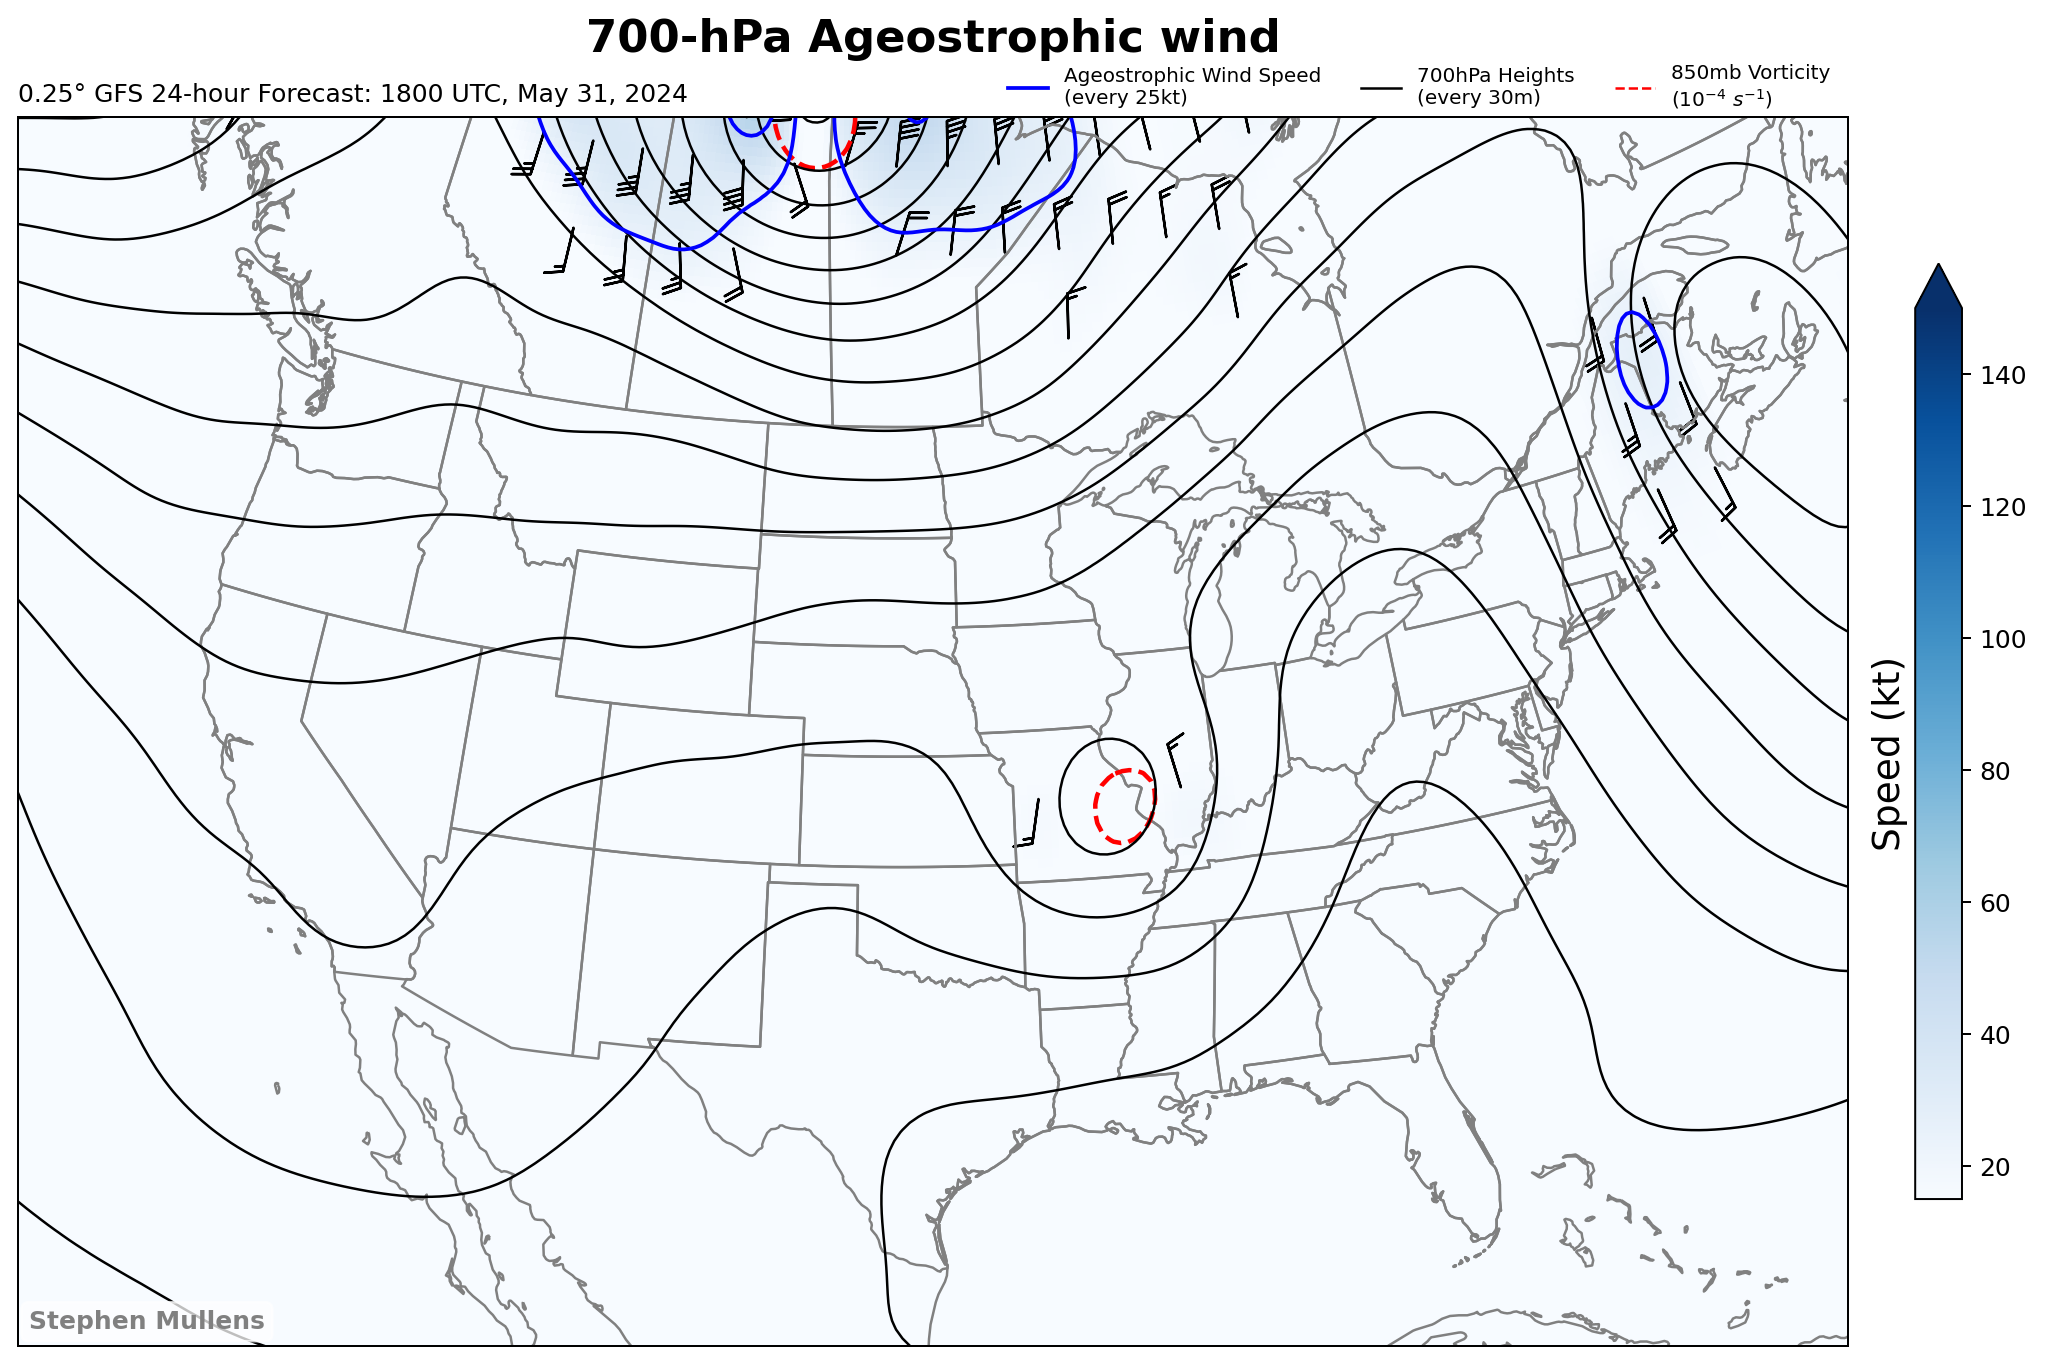 700-hPa Ageostrophic wind
0.25° GFS 24-hour Forecast: 1800 UTC, May 31, 2024
Ageostrophic Wind Speed
(every 25kt)
700hPa Heights
(every 30m)
850mb Vorticity
(10⁻⁴ s⁻¹)
140
120
100
80
60
40
20
Speed (kt)
Stephen Mullens